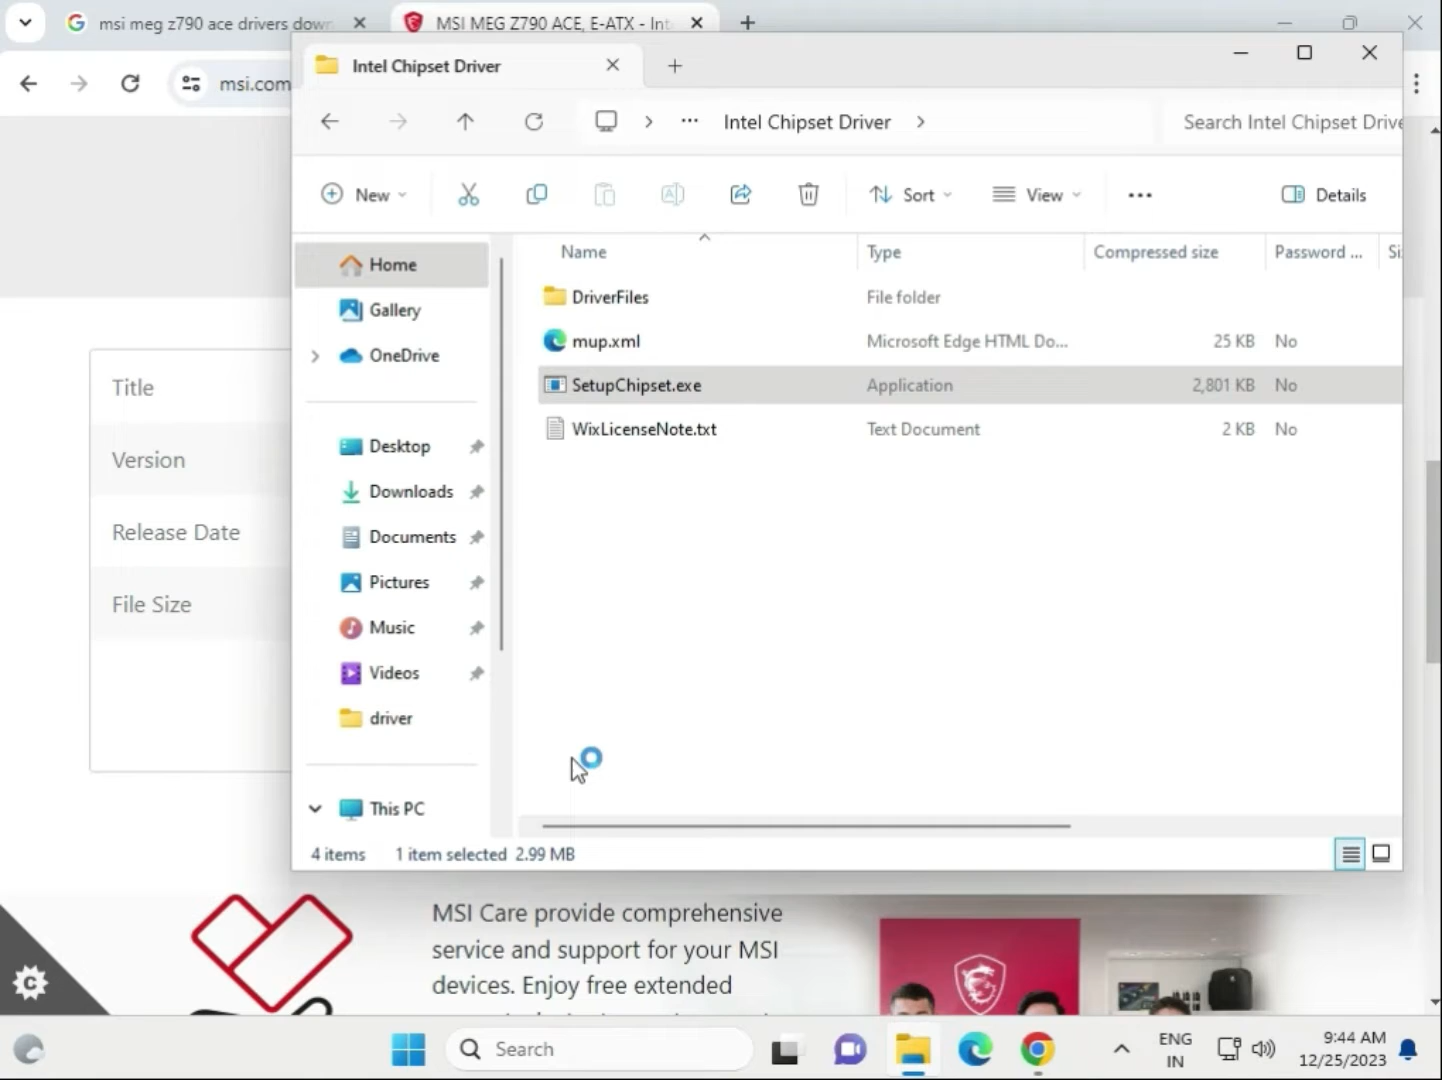 msi meg z790 ace drivers down
MSI MEG Z790 ACE, E-ATX - Int
msi.com
Intel Chipset Driver
Intel Chipset Driver
Search Intel Chipset Drive
New
Sort
View
Details
Name
Type
Compressed size
Password ...
Si
Home
DriverFiles
File folder
Gallery
mup.xml
Microsoft Edge HTML Do...
25 KB
No
OneDrive
SetupChipset.exe
Application
2,801 KB
No
WixLicenseNote.txt
Text Document
2 KB
No
Desktop
Downloads
Documents
Pictures
Music
Videos
driver
This PC
4 items
1 item selected 2.99 MB
Title
Version
Release Date
File Size
MSI Care provide comprehensive
service and support for your MSI
devices. Enjoy free extended
Search
ENG
IN
9:44 AM
12/25/2023